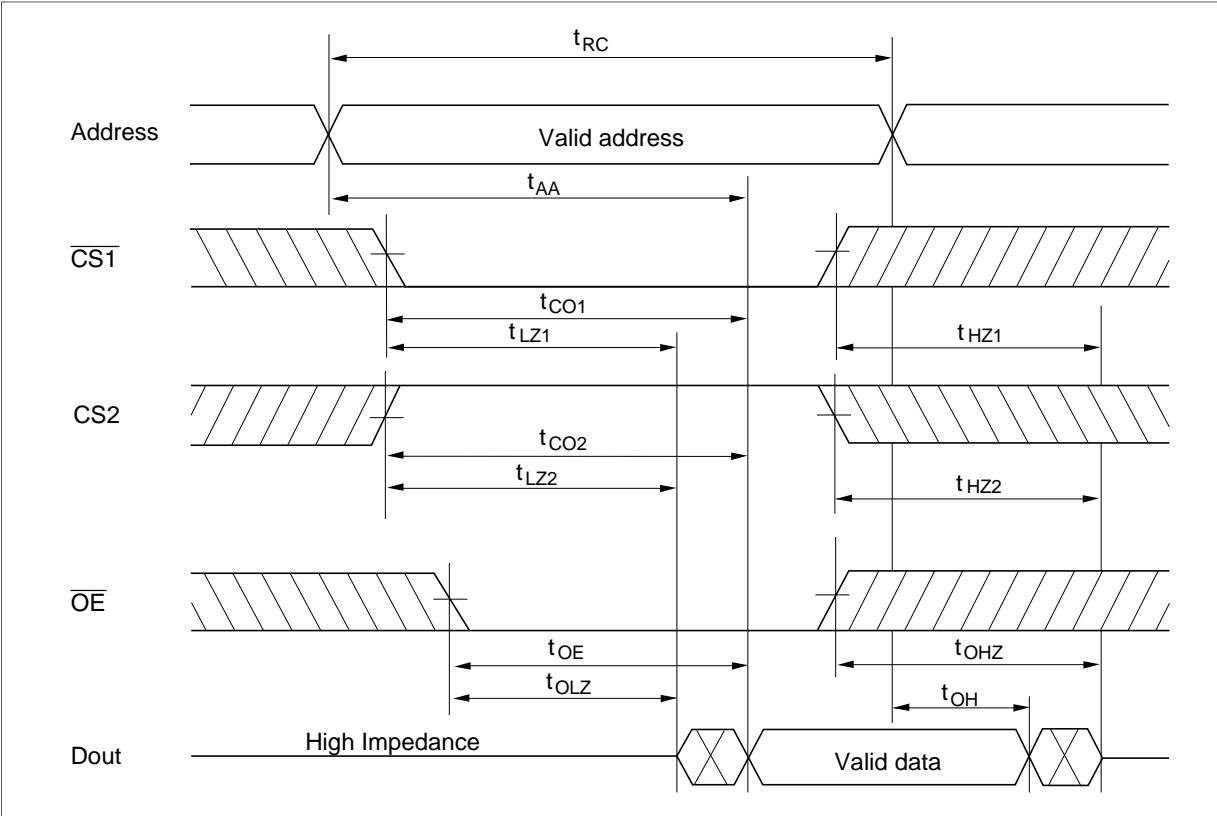 tRC
Address
Valid address
tAA
CS1
tCO1
tLZ1
tHZ1
CS2
tCO2
tLZ2
tHZ2
OE
tOE
tOHZ
tOLZ
tOH
High Impedance
Dout
Valid data